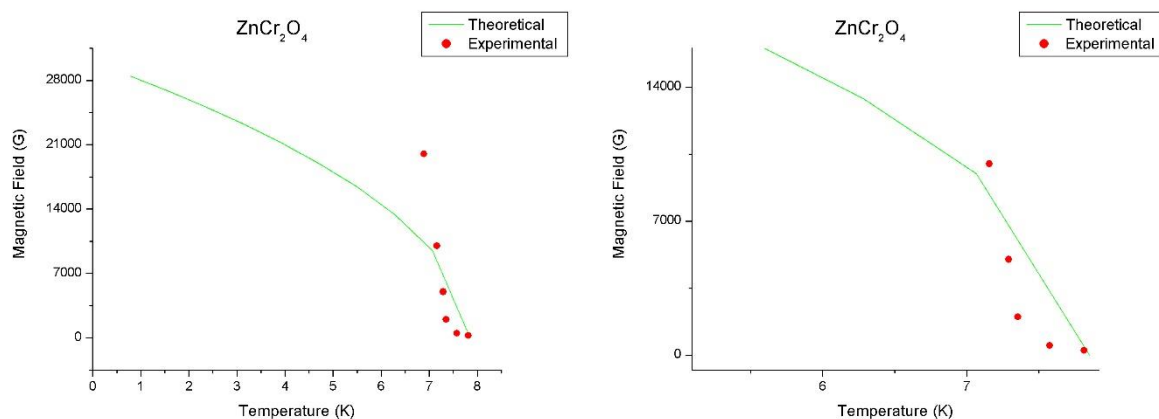 ZnCr₂O₄
Theoretical
Experimental
28000
21000
14000
7000
0
Magnetic Field (G)
0 1 2 3 4 5 6 7 8
Temperature (K)
ZnCr₂O₄
Theoretical
Experimental
14000
7000
0
Magnetic Field (G)
6 7
Temperature (K)